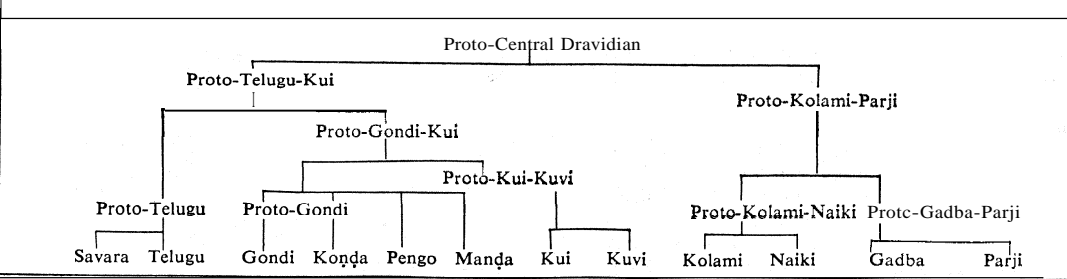 Proto-Central Dravidian
Proto-Telugu-Kui
Proto-Kolami-Parji
Proto-Gondi-Kui
Proto-Kui-Kuvi
Proto-Telugu Proto-Gondi Proto-Kolami-Naiki Protc-Gadba-Parji
Savara Telugu Gondi Koṇḍa Pengo Manḍa Kui Kuvi Kolami Naiki Gadba Parji